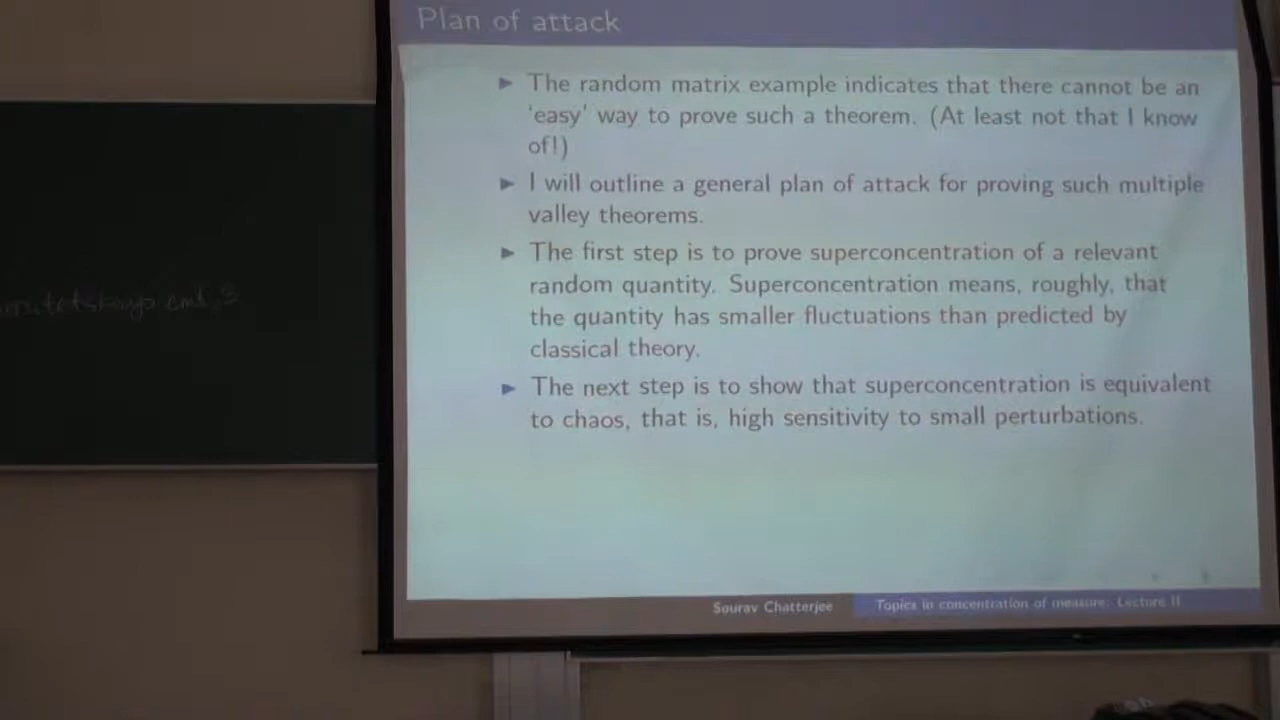 Plan of attack
► The random matrix example indicates that there cannot be an
'easy' way to prove such a theorem. (At least not that I know
of!)
► I will outline a general plan of attack for proving such multiple
valley theorems.
► The first step is to prove superconcentration of a relevant
random quantity. Superconcentration means, roughly, that
the quantity has smaller fluctuations than predicted by
classical theory.
► The next step is to show that superconcentration is equivalent
to chaos, that is, high sensitivity to small perturbations.
Sourav Chatterjee Topics in concentration of measure: Lecture II